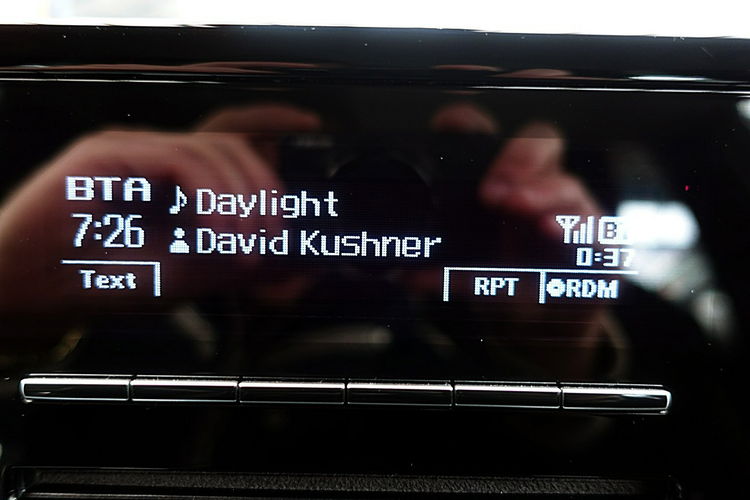 BTA
Daylight
7:26
David Kushner
0:37
Text
RPT
RDM